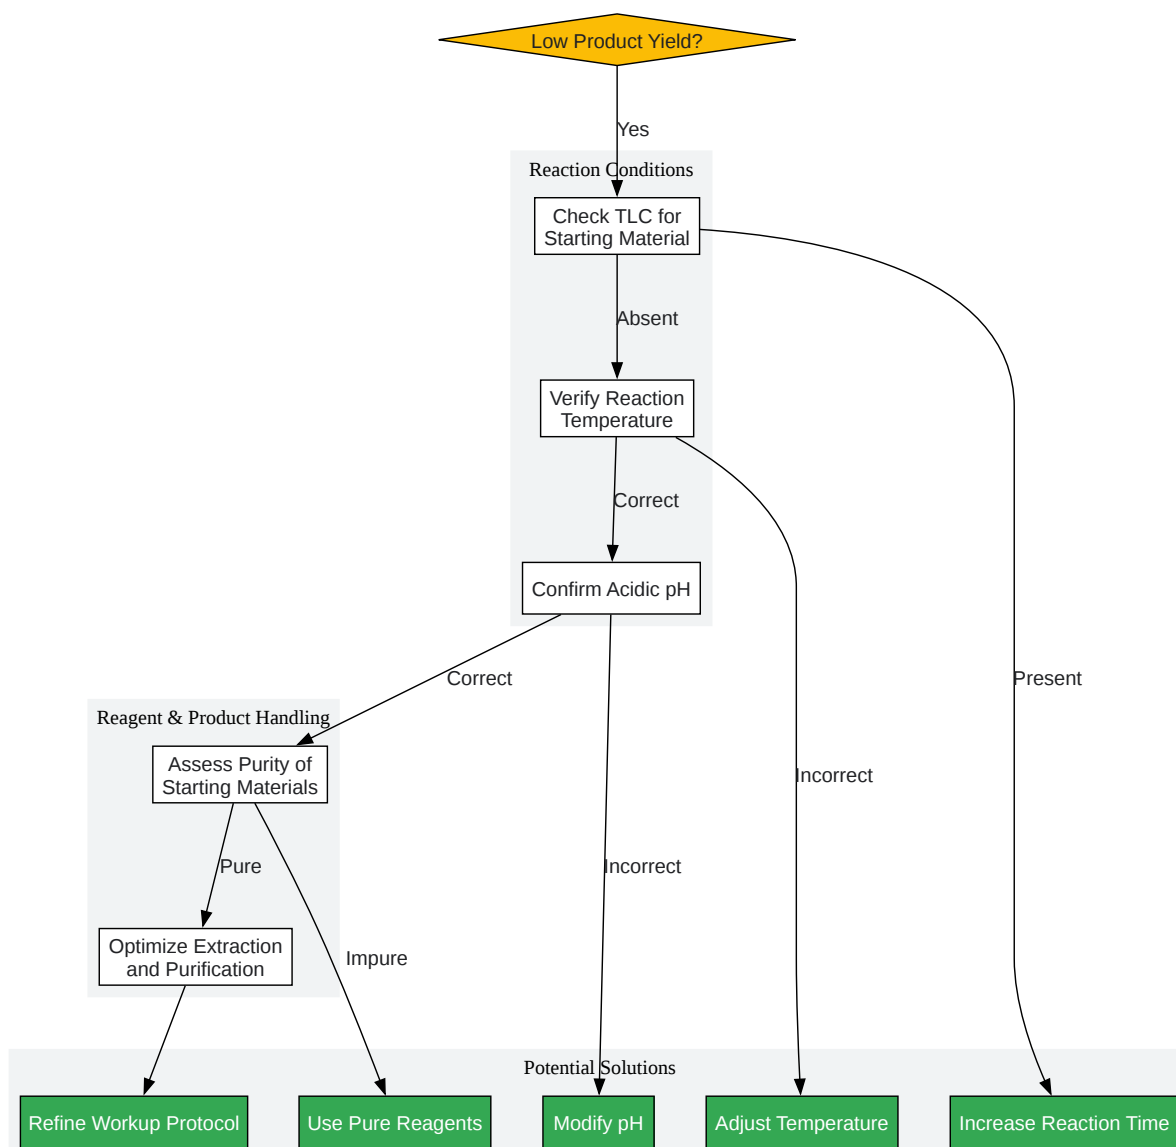 Low Product Yield?
Yes
Reaction Conditions
Check TLC for
Starting Material
Absent
Verify Reaction
Temperature
Correct
Confirm Acidic pH
Correct
Present
Reagent & Product Handling
Assess Purity of
Starting Materials
Incorrect
Pure
Incorrect
Optimize Extraction
and Purification
Impure
Potential Solutions
Refine Workup Protocol
Use Pure Reagents
Modify pH
Adjust Temperature
Increase Reaction Time